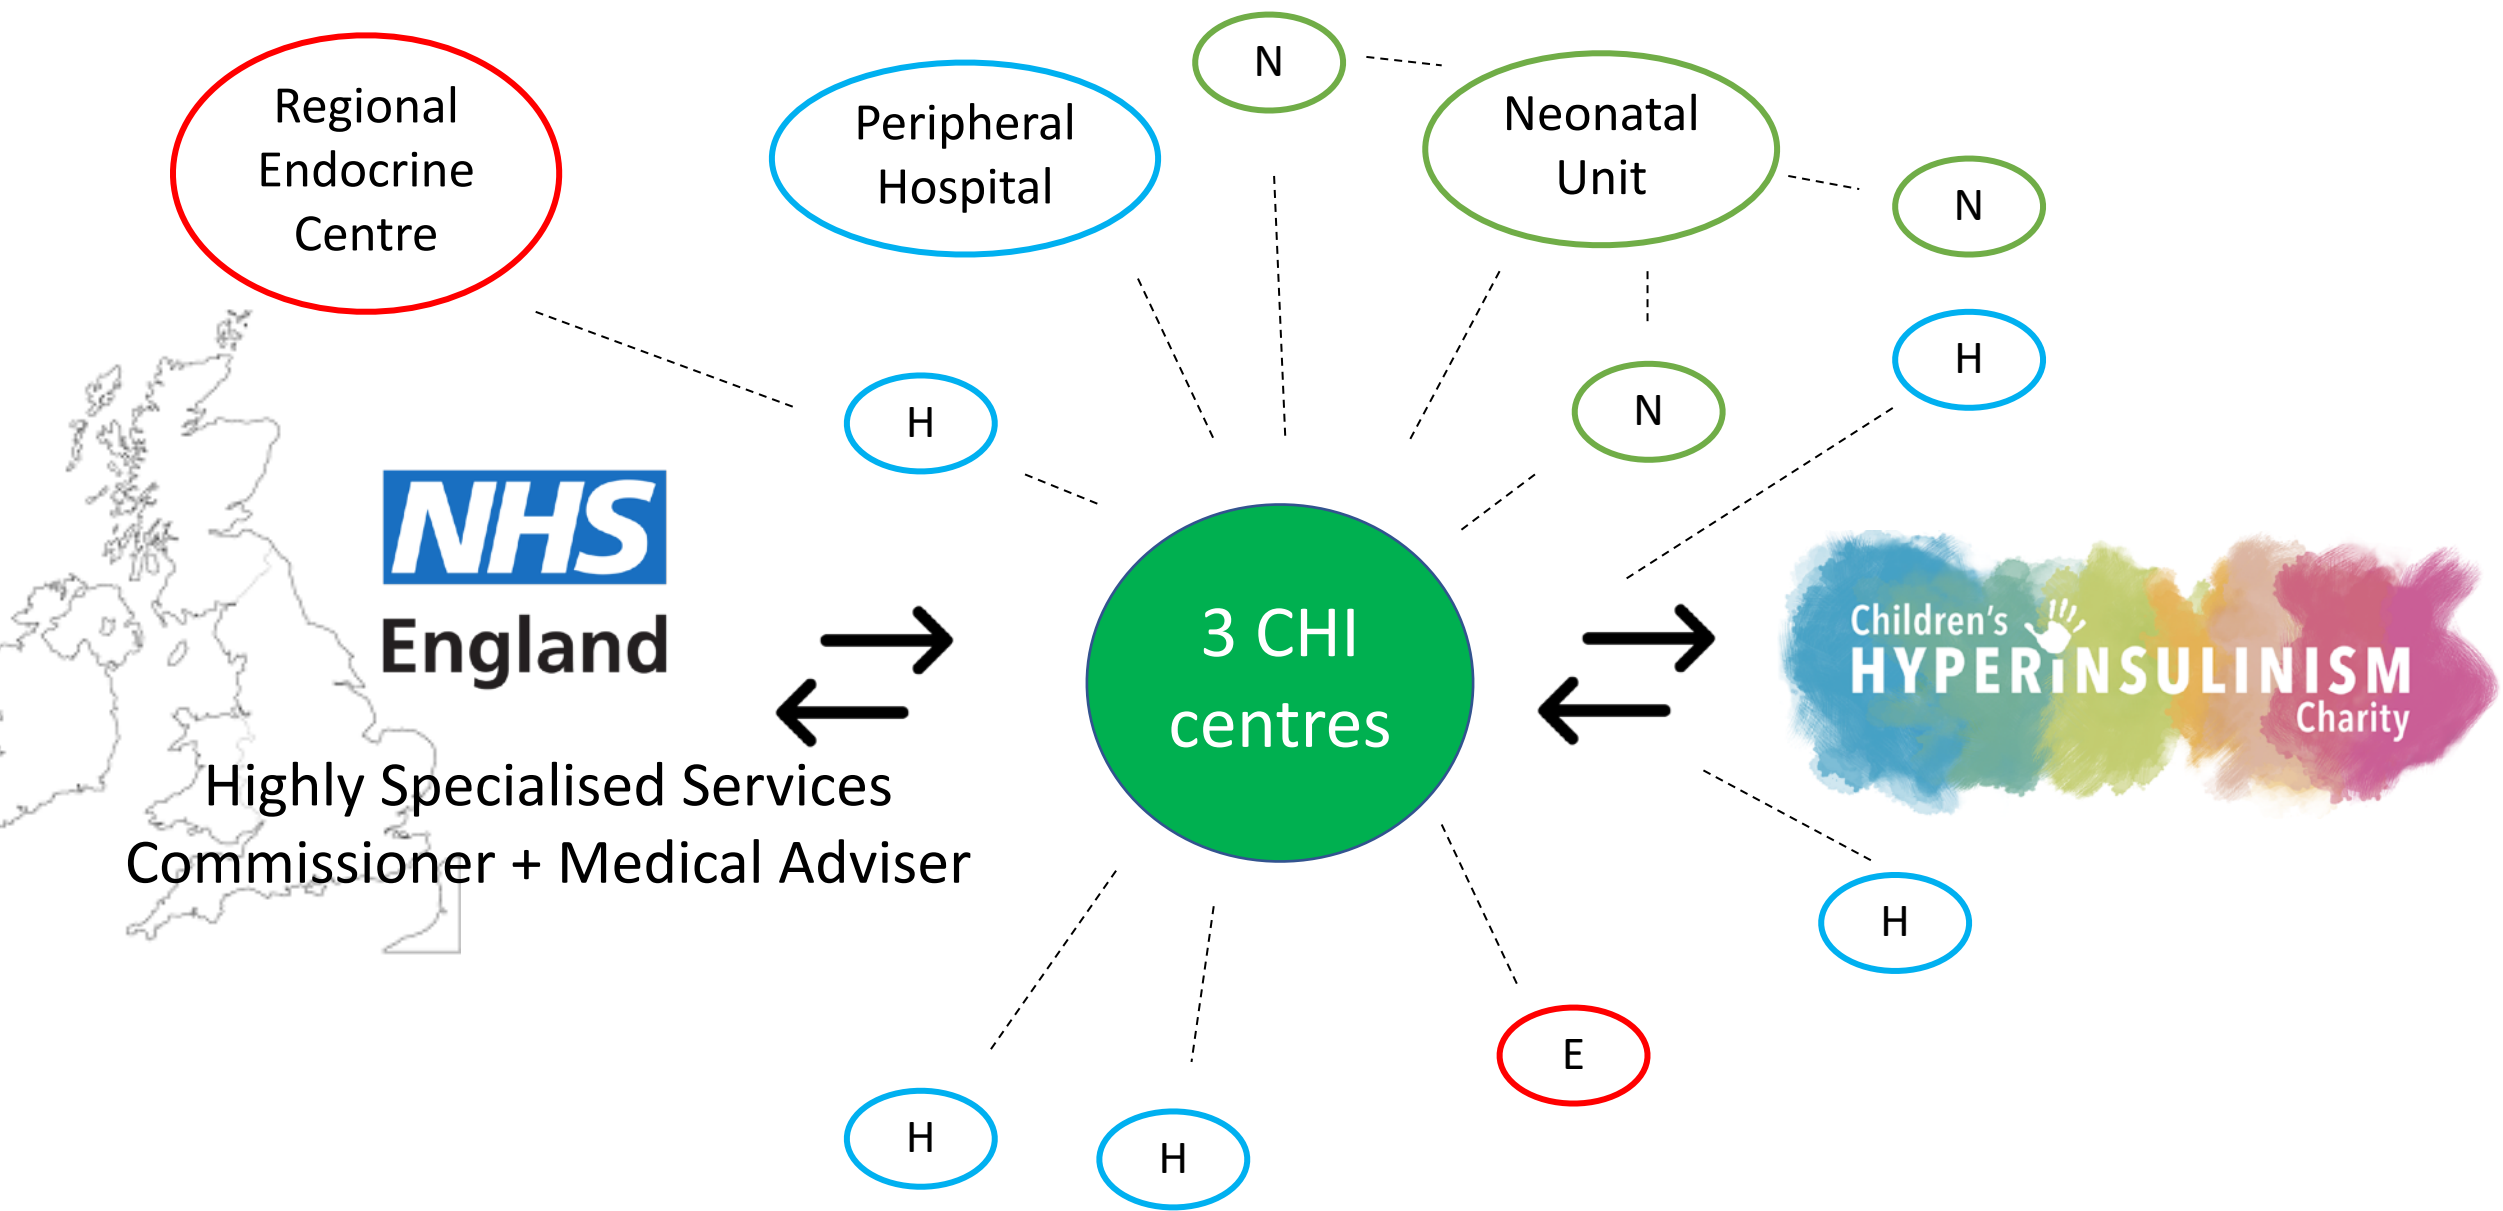 Regional
Endocrine
Centre
Peripheral
Hospital
N
Neonatal
Unit
N
H
H
N
NHS
England
3 CHI
centres
Children's
HYPERiNSULINISM
Charity
Highly Specialised Services
Commissioner + Medical Adviser
H
E
H
H